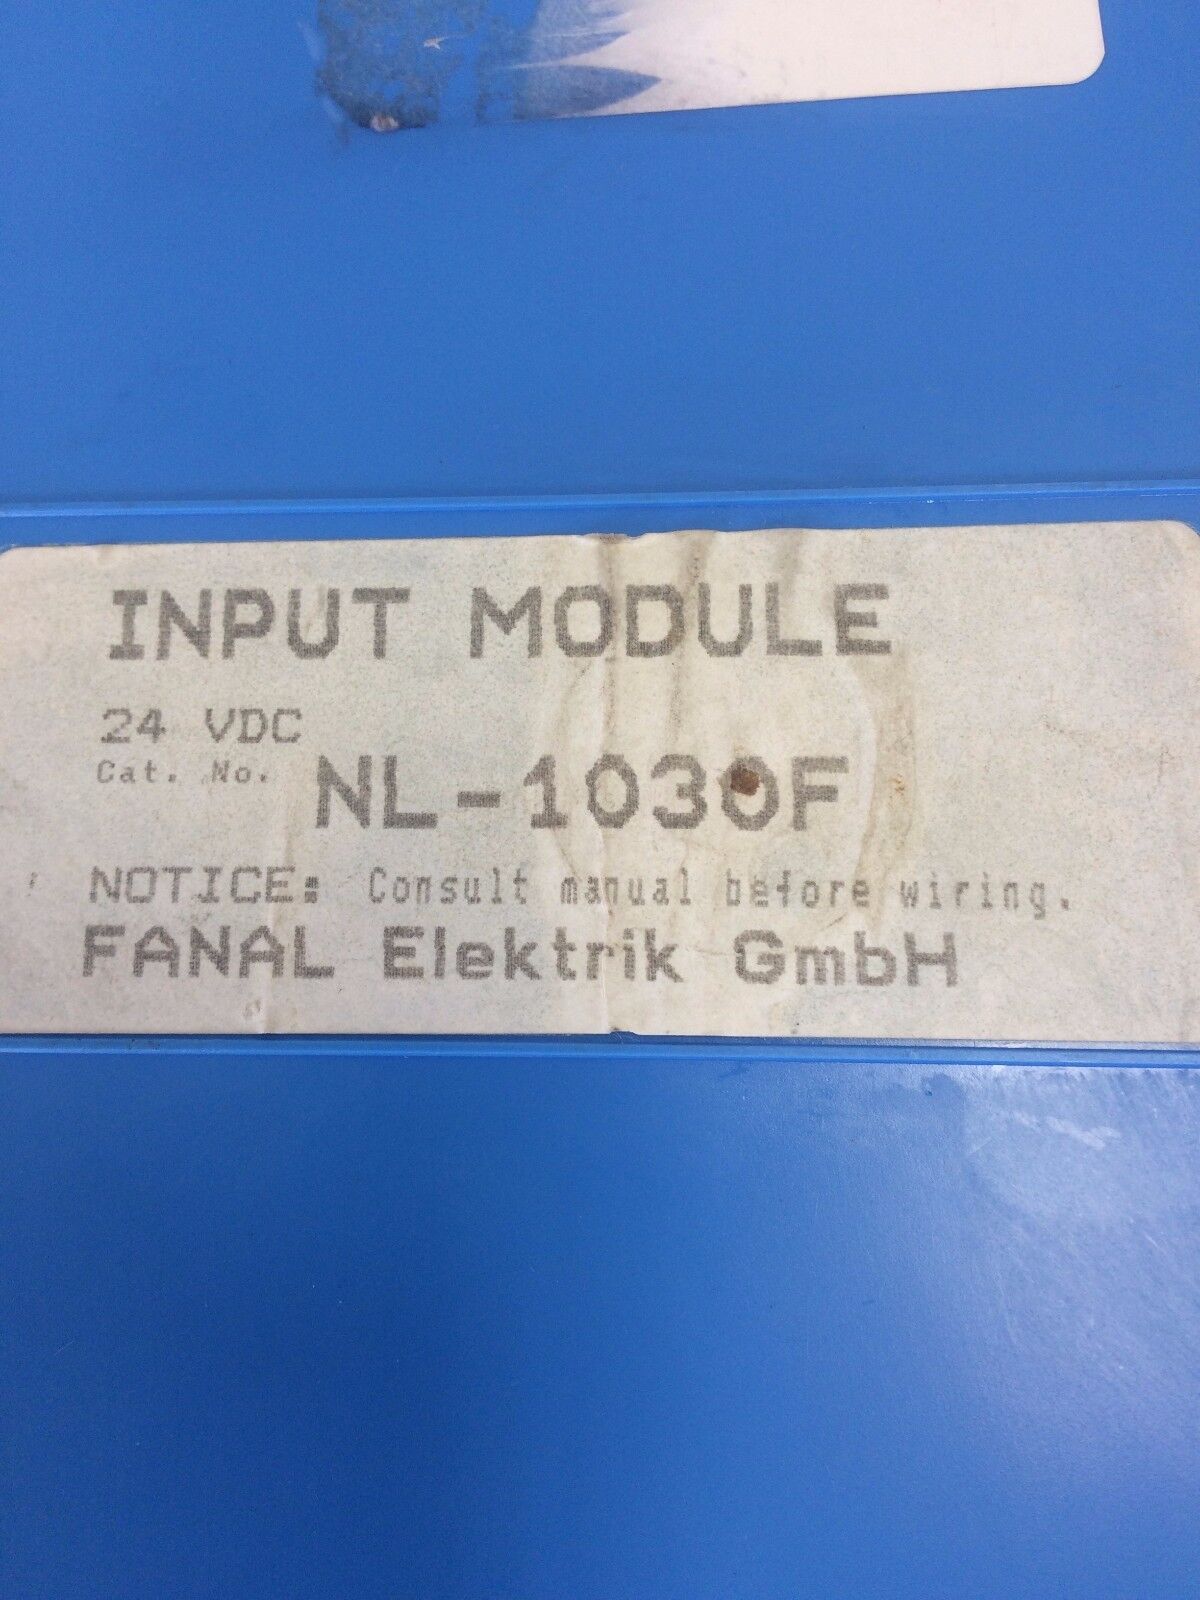 INPUT MODULE
24 VDC
Cat. No. NL-1030F
NOTICE: Consult manual before wiring.
FANAL Elektrik GmbH